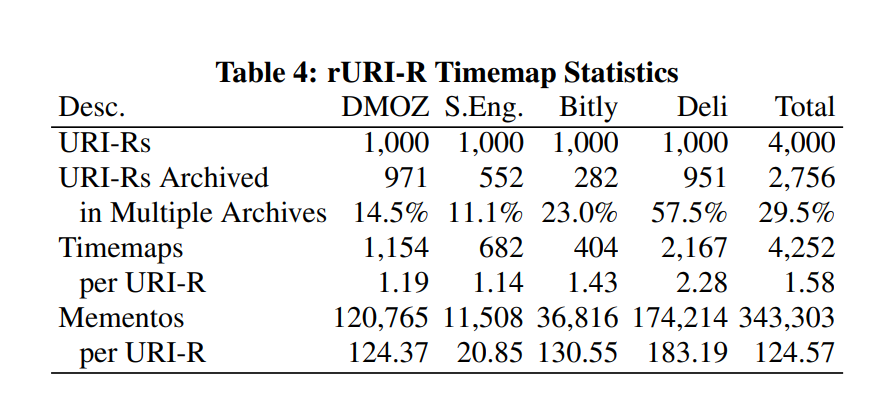 Table 4: rURI-R Timemap Statistics
Desc. DMOZ S.Eng. Bitly Deli Total
URI-Rs 1,000 1,000 1,000 1,000 4,000
URI-Rs Archived 971 552 282 951 2,756
in Multiple Archives 14.5% 11.1% 23.0% 57.5% 29.5%
Timemaps 1,154 682 404 2,167 4,252
per URI-R 1.19 1.14 1.43 2.28 1.58
Mementos 120,765 11,508 36,816 174,214 343,303
per URI-R 124.37 20.85 130.55 183.19 124.57